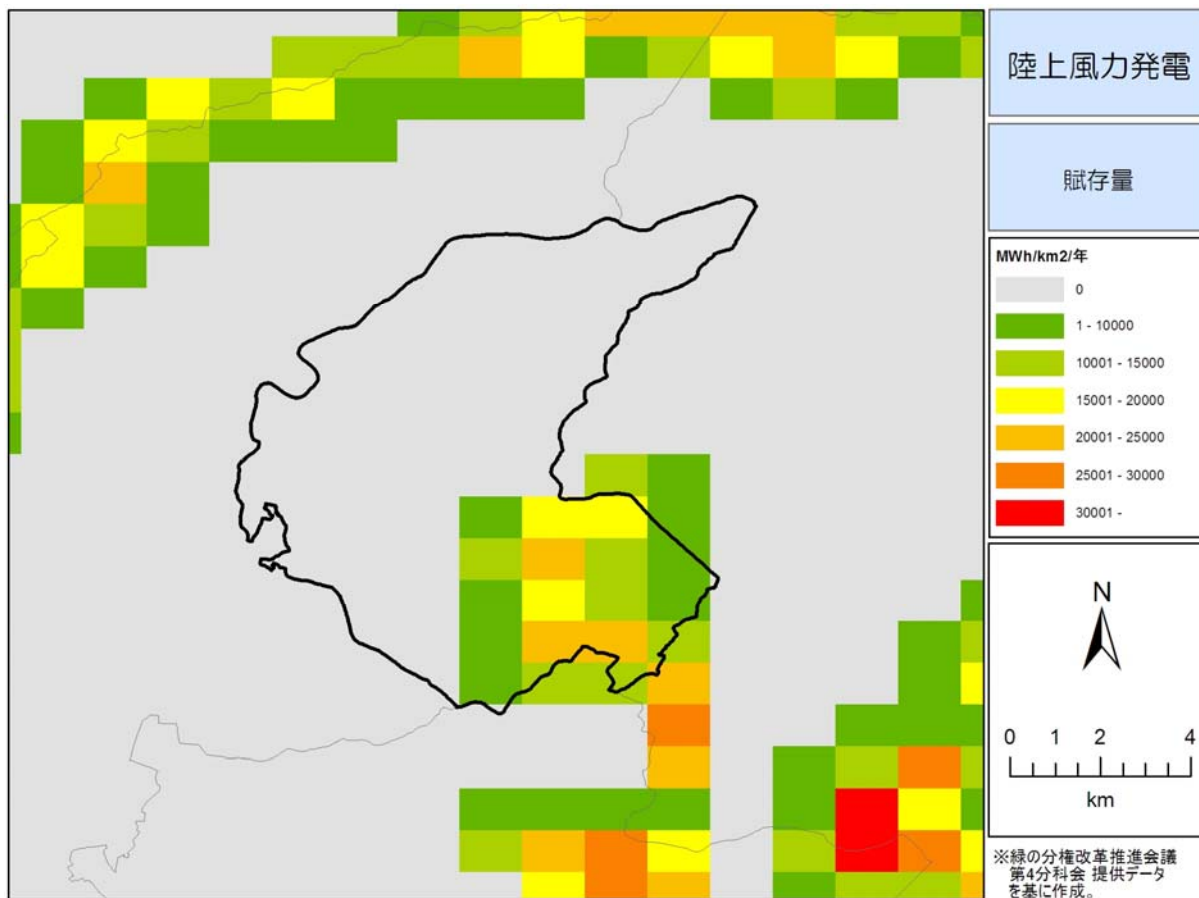 陸上風力発電
賦存量
MWh/km2/年
0
1 - 10000
10001 - 15000
15001 - 20000
20001 - 25000
25001 - 30000
30001 -
N
0 1 2 4
km
※緑の分権改革推進会議
第4分科会 提供データ
を基に作成。